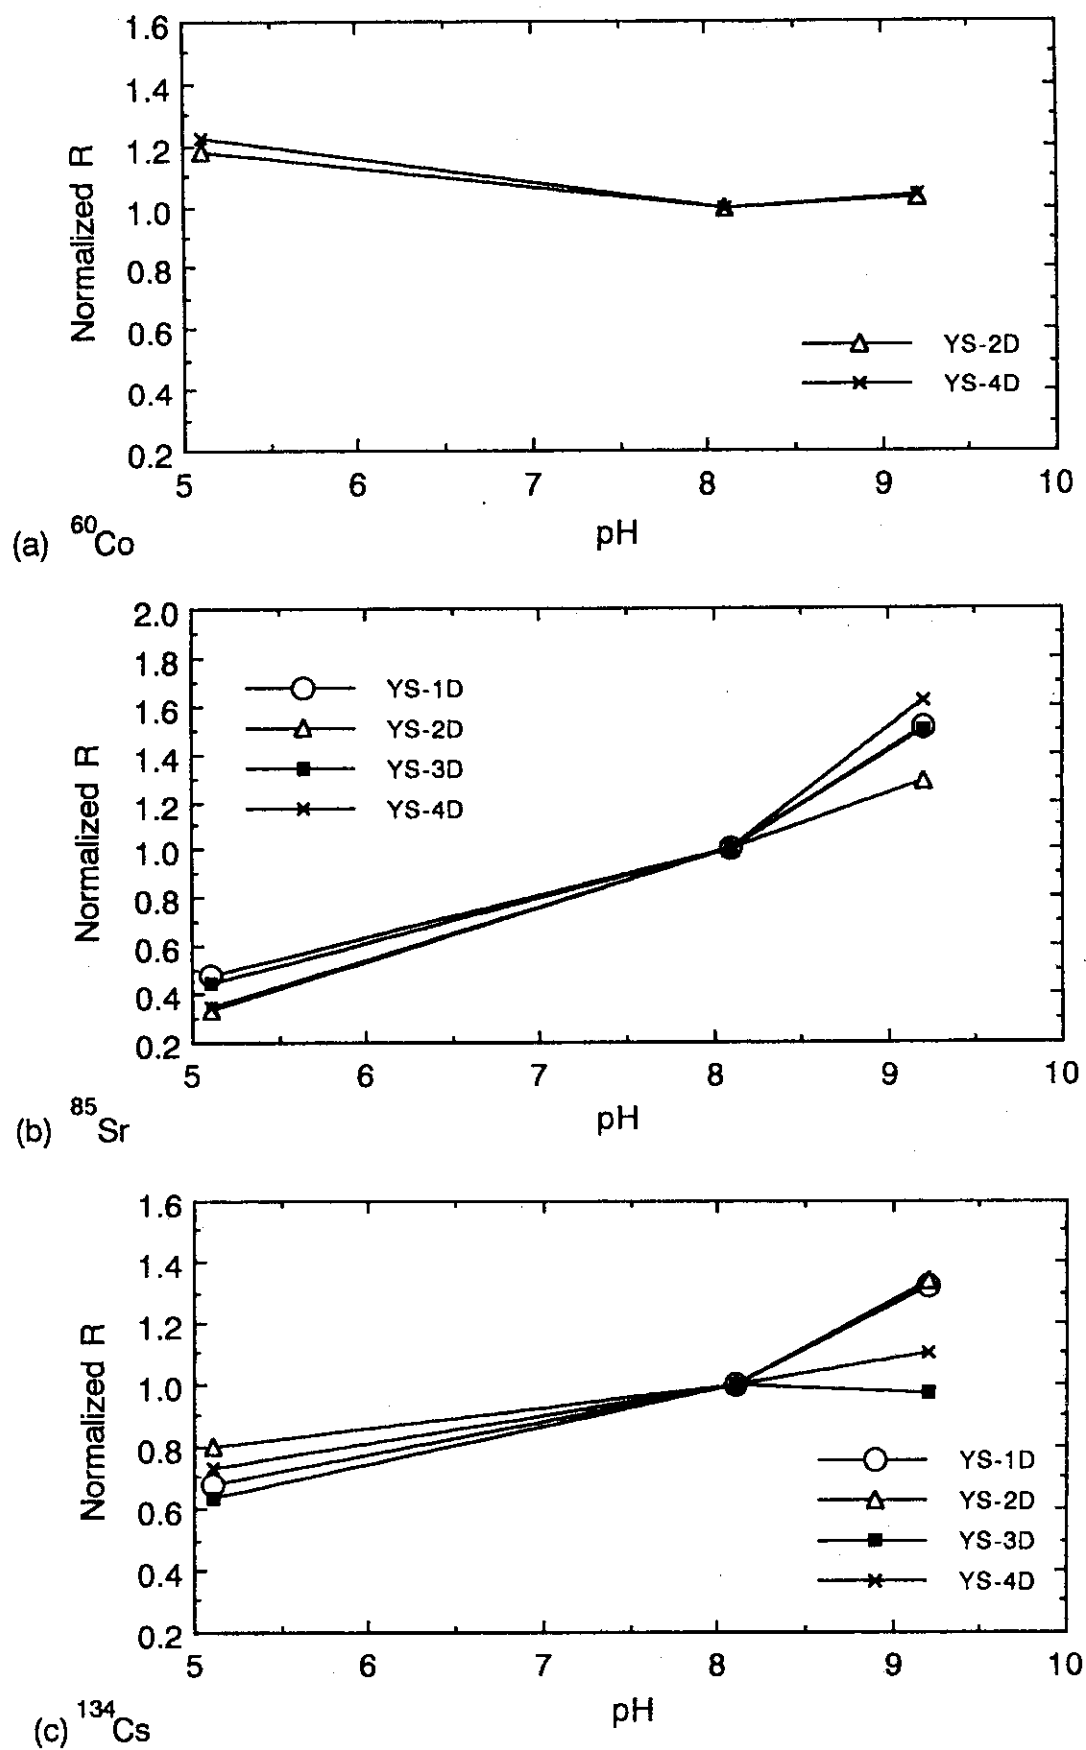 1.6
1.4
1.2
1.0
0.8
0.6
0.4
0.2
Normalized R
YS-2D
YS-4D
5 6 7 8 9 10
pH
(a) ⁶⁰Co
2.0
1.8
1.6
1.4
1.2
1.0
0.8
0.6
0.4
0.2
Normalized R
YS-1D
YS-2D
YS-3D
YS-4D
5 6 7 8 9 10
pH
(b) ⁸⁵Sr
1.6
1.4
1.2
1.0
0.8
0.6
0.4
0.2
Normalized R
YS-1D
YS-2D
YS-3D
YS-4D
5 6 7 8 9 10
pH
(c) ¹³⁴Cs